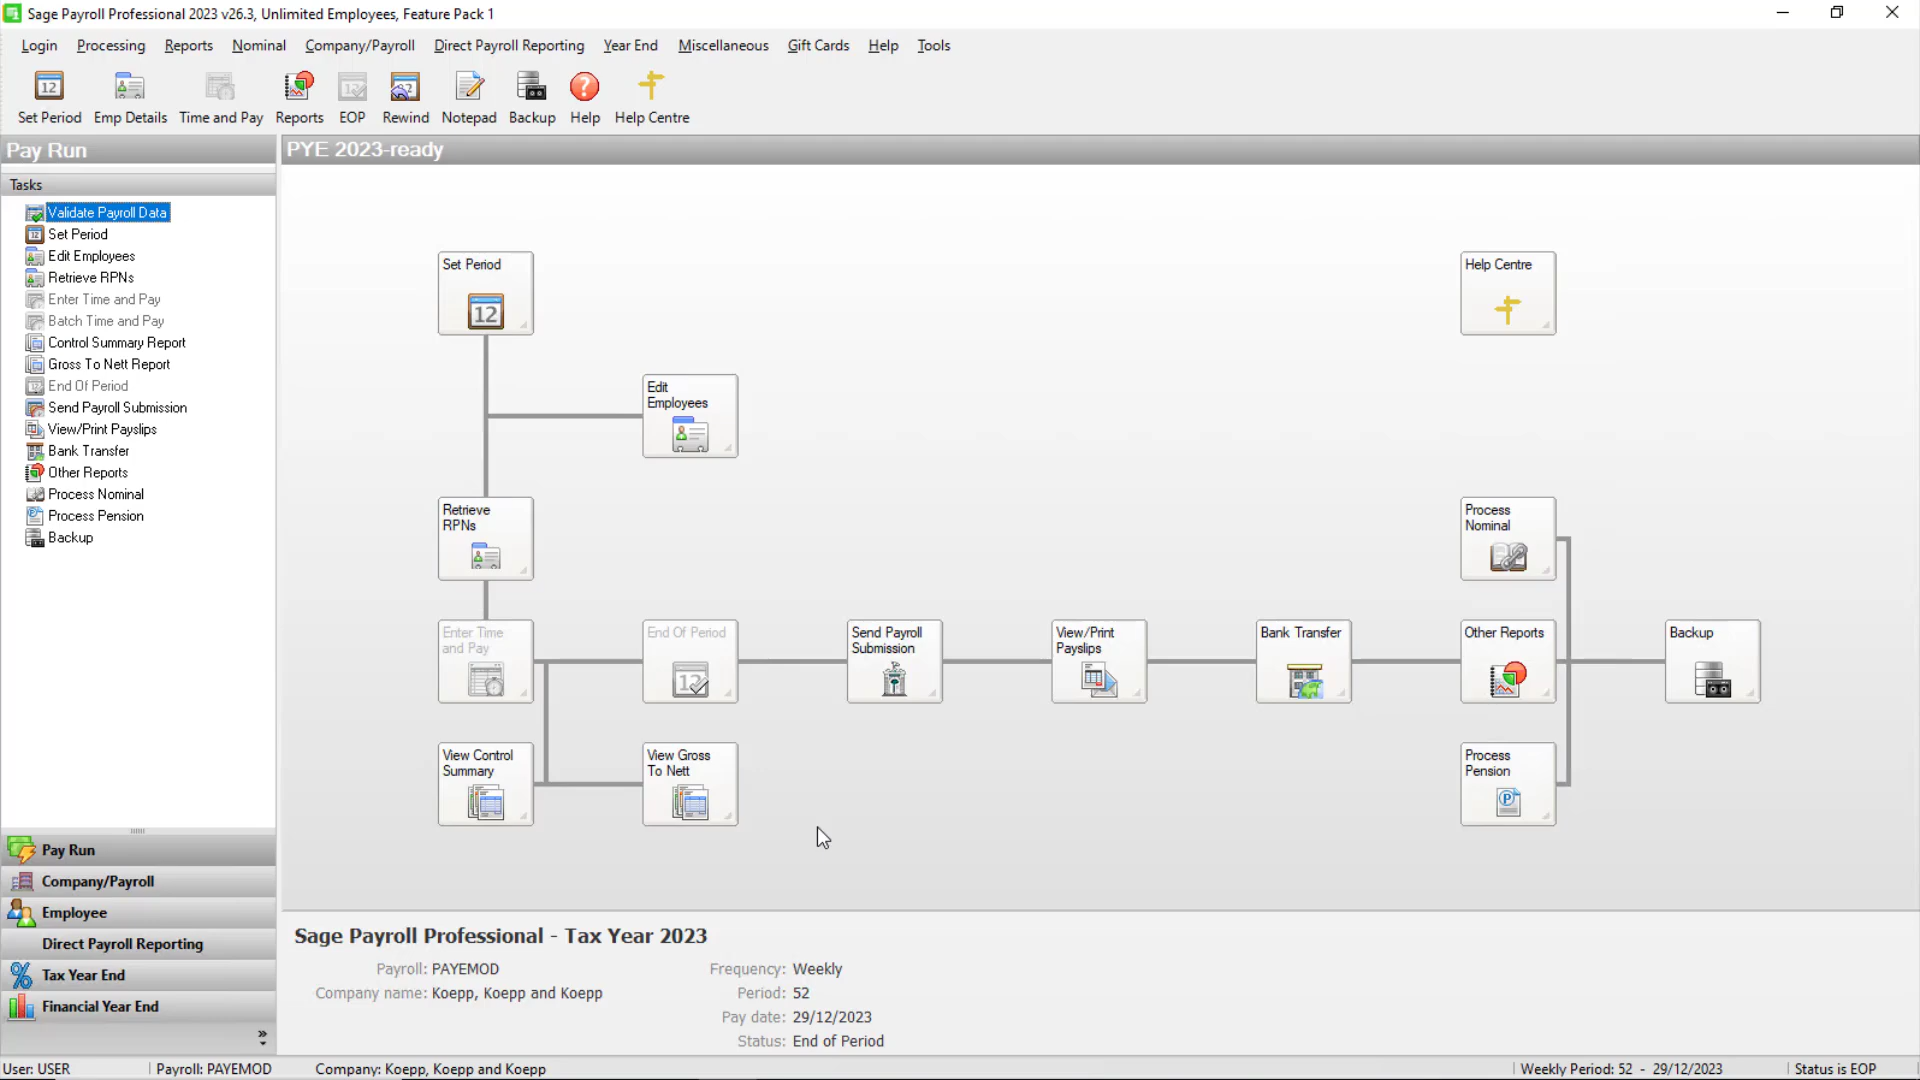 Sage Payroll Professional 2023 v26.3, Unlimited Employees, Feature Pack 1
Login Processing Reports Nominal Company/Payroll Direct Payroll Reporting Year End Miscellaneous Gift Cards Help Tools
12
Set Period Emp Details Time and Pay Reports EOP Rewind Notepad Backup Help Help Centre
Pay Run
PYE 2023-ready
Tasks
Validate Payroll Data
Set Period
Edit Employees
Retrieve RPNs
Enter Time and Pay
Batch Time and Pay
Control Summary Report
Gross To Nett Report
End Of Period
Send Payroll Submission
View/Print Payslips
Bank Transfer
Other Reports
Process Nominal
Process Pension
Backup
Set Period
12
Help Centre
Edit
Employees
Retrieve
RPNs
Process
Nominal
Enter Time
and Pay
End Of Period
12
Send Payroll
Submission
View/Print
Payslips
Bank Transfer
Other Reports
Backup
View Control
Summary
View Gross
To Nett
Process
Pension
P
Pay Run
Company/Payroll
Employee
Direct Payroll Reporting
Tax Year End
Financial Year End
Sage Payroll Professional - Tax Year 2023
Payroll: PAYEMOD
Company name: Koepp, Koepp and Koepp
Frequency: Weekly
Period: 52
Pay date: 29/12/2023
Status: End of Period
User: USER Payroll: PAYEMOD Company: Koepp, Koepp and Koepp Weekly Period: 52 - 29/12/2023 Status is EOP